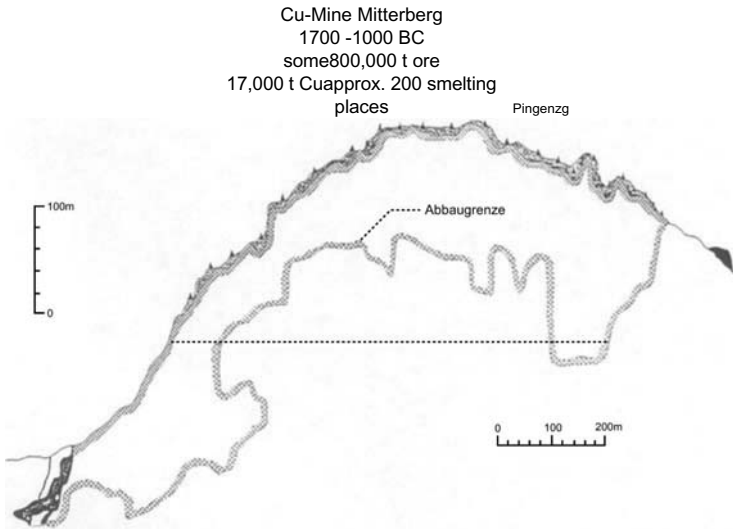 Cu-Mine Mitterberg
1700 -1000 BC
some800,000 t ore
17,000 t Cuapprox. 200 smelting
places
Pingenzg
100m
Abbaugrenze
0
0 100 200m